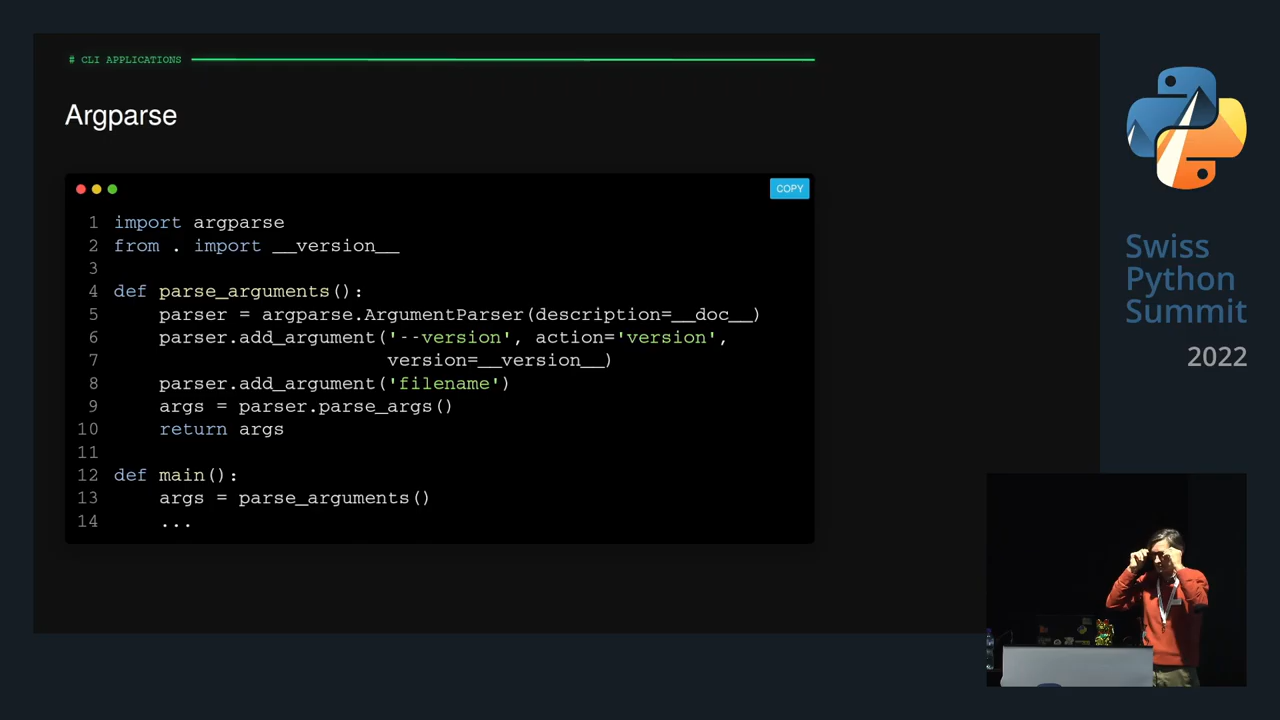 # CLI APPLICATIONS
Argparse
COPY
1 import argparse
2 from . import __version__
3
4 def parse_arguments():
5     parser = argparse.ArgumentParser(description=__doc__)
6     parser.add_argument('--version', action='version',
7                         version=__version__)
8     parser.add_argument('filename')
9     args = parser.parse_args()
10     return args
11
12 def main():
13     args = parse_arguments()
14     ...
Swiss
Python
Summit
2022